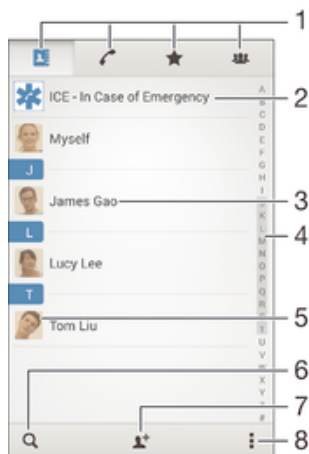 1
ICE - In Case of Emergency
2
Myself
J
James Gao
3
L
4
Lucy Lee
T
5
Tom Liu
6
7
8
A
B
C
D
E
F
G
H
I
K
L
M
N
O
P
Q
R
T
U
V
W
X
Y
#